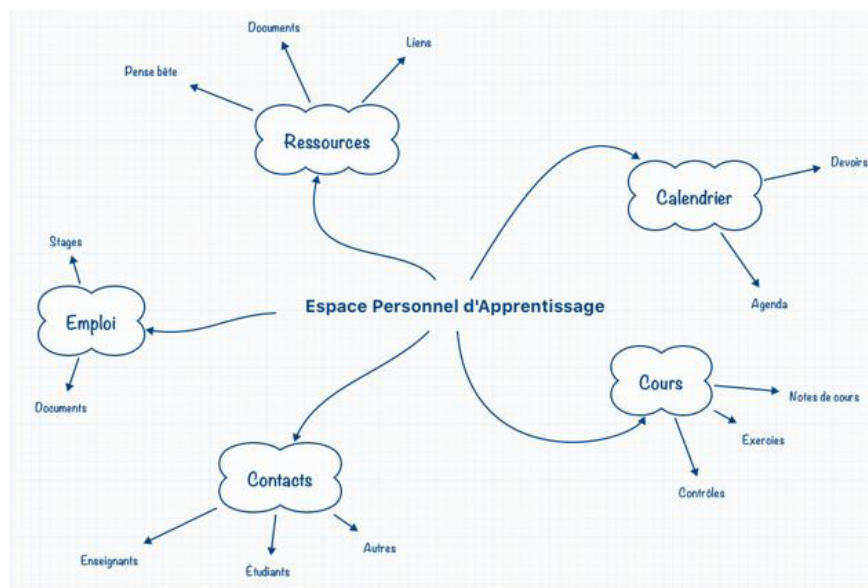 Documents
Liens
Pense bête
Ressources
Devoirs
Calendrier
Stages
Agenda
Espace Personnel d'Apprentissage
Emploi
Cours
Notes de cours
Documents
Exercies
Contrôles
Contacts
Autres
Enseignants
Étudiants